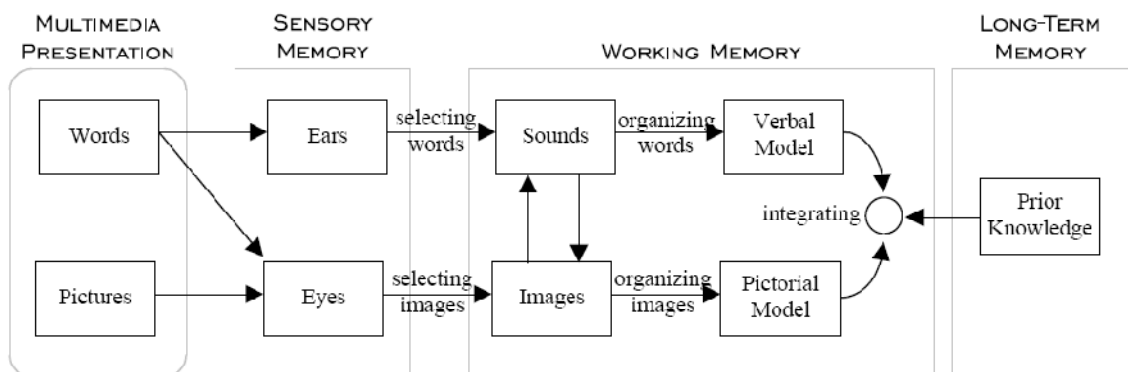 MULTIMEDIA
PRESENTATION
SENSORY
MEMORY
WORKING MEMORY
LONG-TERM
MEMORY
Words
Ears
selecting
words
Sounds
organizing
words
Verbal
Model
integrating
Prior
Knowledge
Pictures
Eyes
selecting
images
Images
organizing
images
Pictorial
Model